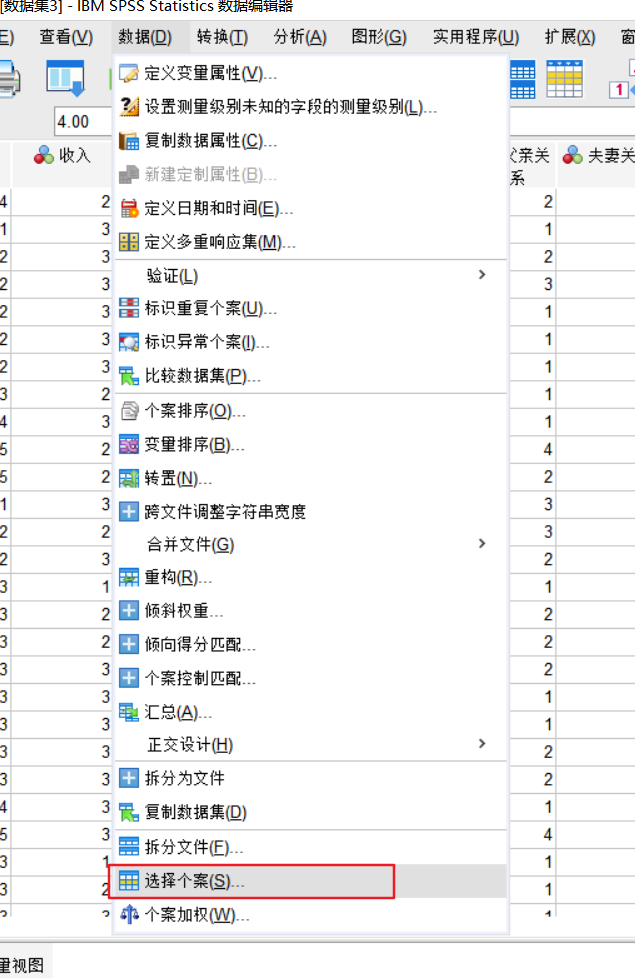 [数据集3] - IBM SPSS Statistics 数据编辑器
E) 查看(V) 数据(D) 转换(T) 分析(A) 图形(G) 实用程序(U) 扩展(X) 窗
4.00
收入
父亲关系
夫妻关
定义变量属性(V)...
设置测量级别未知的字段的测量级别(L)...
复制数据属性(C)...
新建定制属性(B)...
定义日期和时间(E)...
定义多重响应集(M)...
验证(L)
标识重复个案(U)...
标识异常个案(I)...
比较数据集(P)...
个案排序(O)...
变量排序(B)...
转置(N)...
跨文件调整字符串宽度
合并文件(G)
重构(R)...
倾斜权重...
倾向得分匹配...
个案控制匹配...
汇总(A)...
正交设计(H)
拆分为文件
复制数据集(D)
拆分文件(F)...
选择个案(S)...
个案加权(W)...
4 2 2
1 3 1
2 3 2
2 3 3
2 3 1
2 3 1
2 3 1
3 2 1
4 3 1
5 2 4
5 2 2
1 3 3
2 2 3
2 3 2
3 1 1
3 2 2
3 2 2
3 3 2
3 3 1
3 3 1
3 3 2
3 3 2
4 3 1
5 3 4
3 1 1
3 2 1
量视图